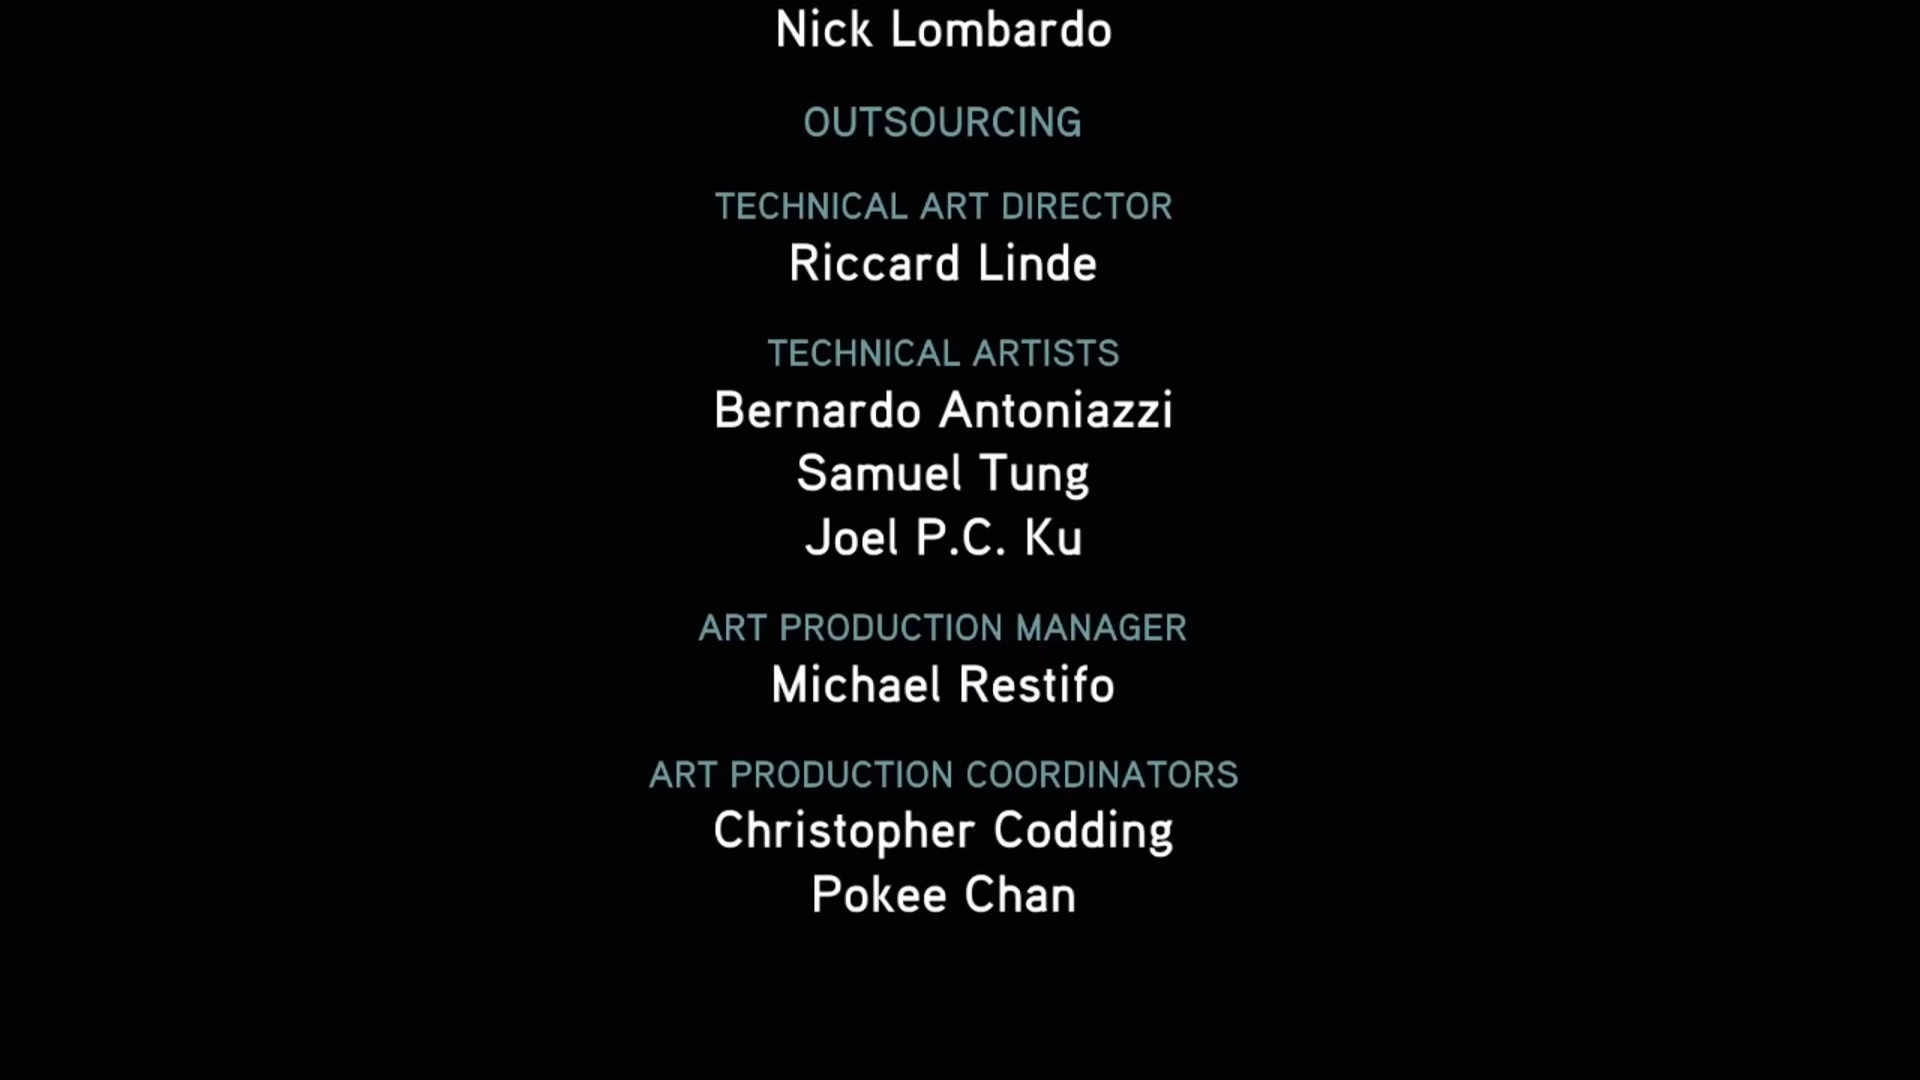 Nick Lombardo
OUTSOURCING
TECHNICAL ART DIRECTOR
Riccard Linde
TECHNICAL ARTISTS
Bernardo Antoniazzi
Samuel Tung
Joel P.C. Ku
ART PRODUCTION MANAGER
Michael Restifo
ART PRODUCTION COORDINATORS
Christopher Codding
Pokee Chan